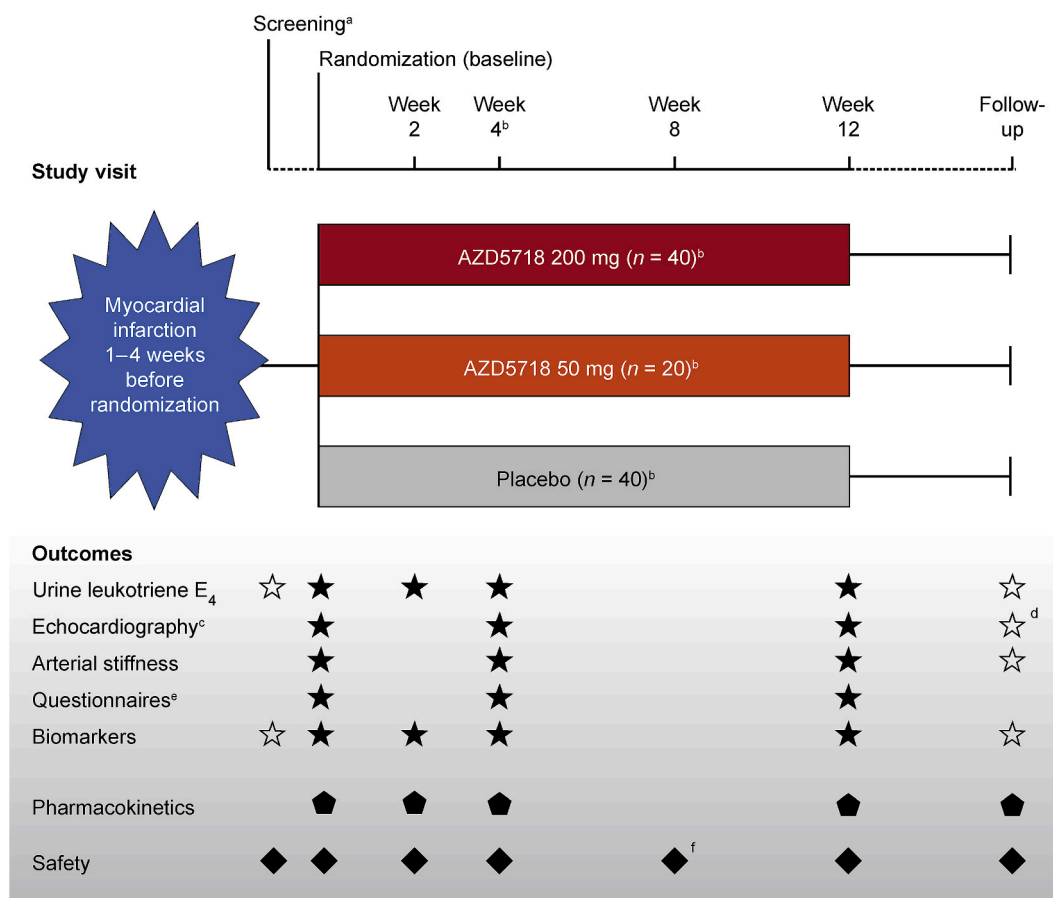 Screeningᵃ
Randomization (baseline)
Week
2
Week
4ᵇ
Week
8
Week
12
Follow-
up
Study visit
Myocardial
infarction
1–4 weeks
before
randomization
AZD5718 200 mg (n = 40)ᵇ
AZD5718 50 mg (n = 20)ᵇ
Placebo (n = 40)ᵇ
Outcomes
Urine leukotriene E₄
Echocardiographyᶜ
d
Arterial stiffness
Questionnairesᵉ
Biomarkers
Pharmacokinetics
Safety
f